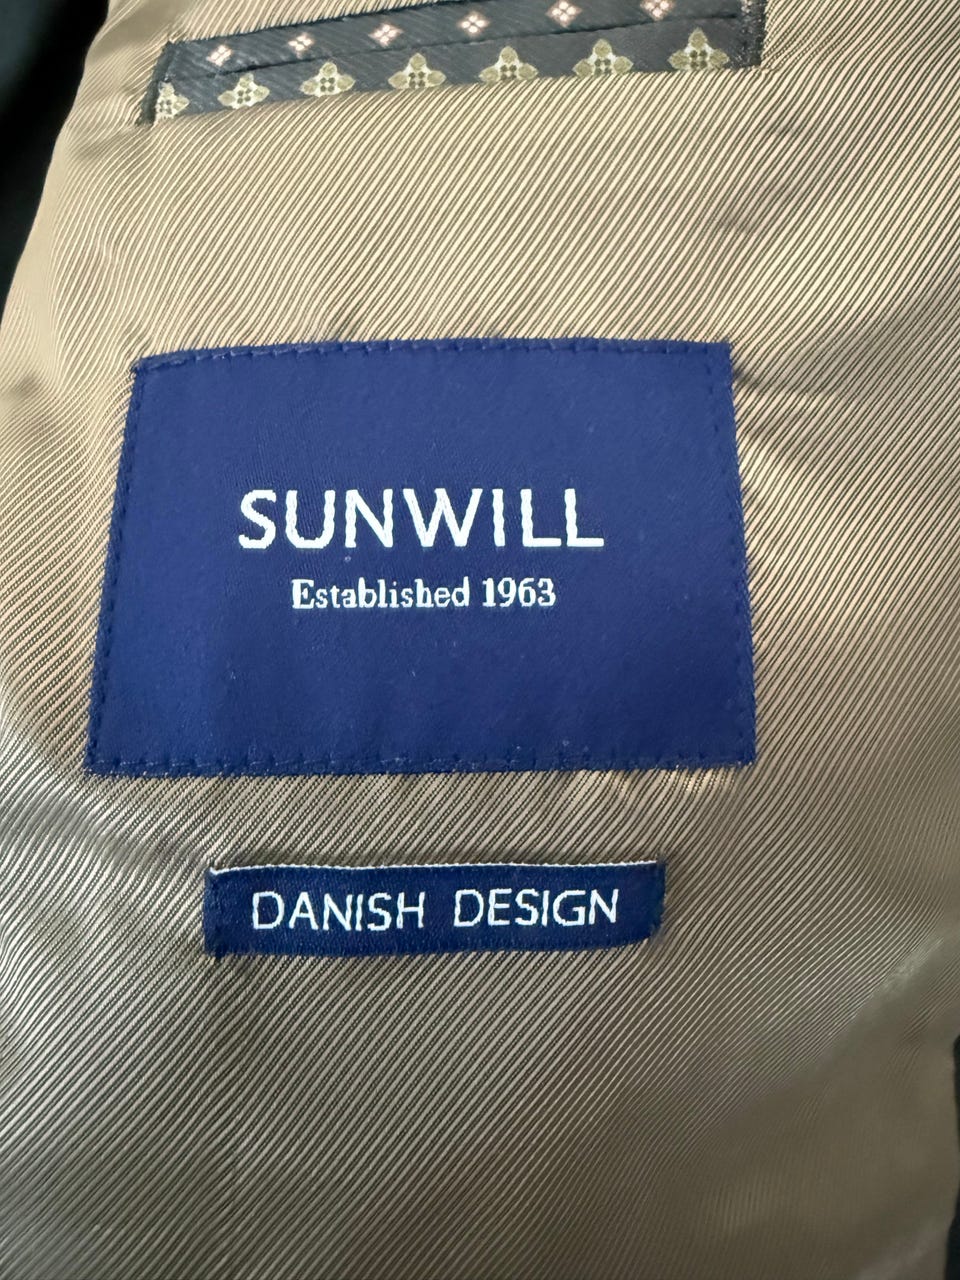 SUNWILL
Established 1963
DANISH DESIGN